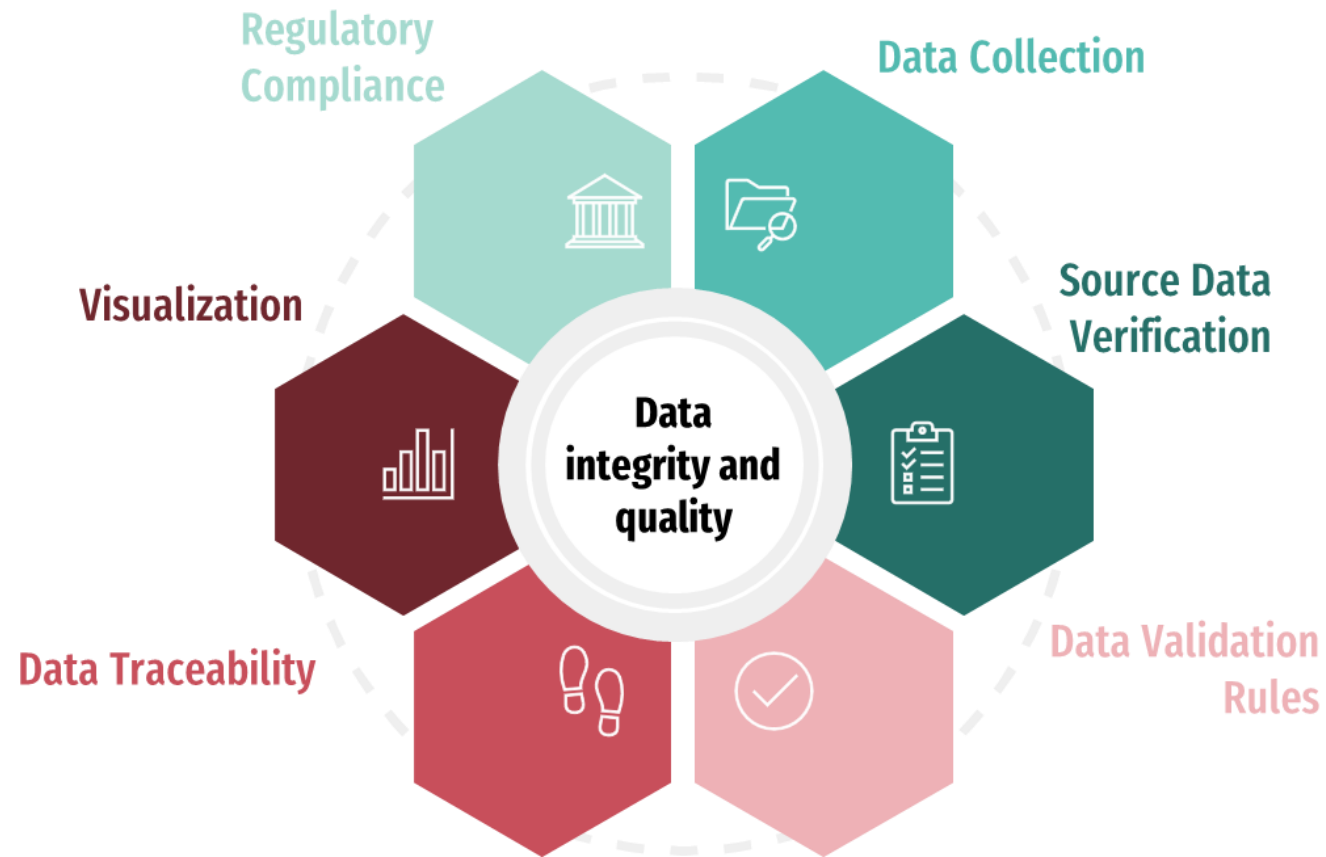 Regulatory
Compliance
Data Collection
Source Data
Verification
Visualization
Data
integrity and
quality
Data Validation
Rules
Data Traceability